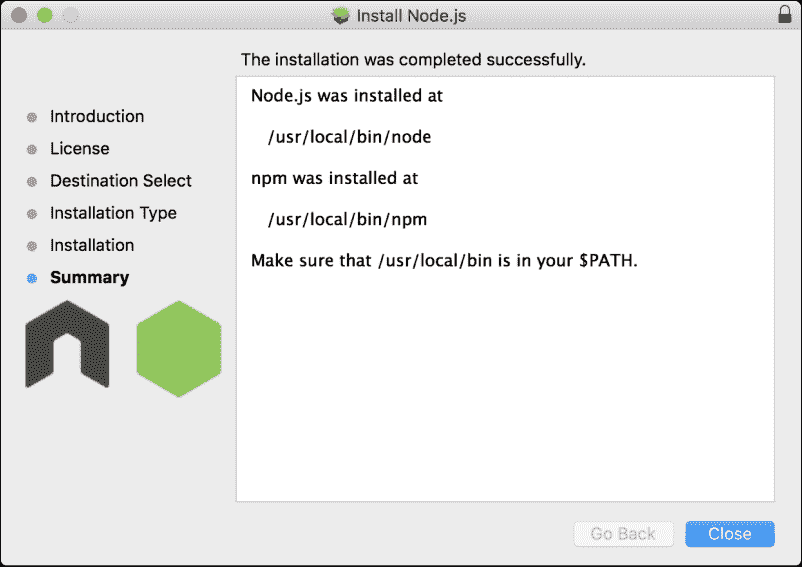 Install Node.js
The installation was completed successfully.
Introduction
License
Destination Select
Installation Type
Installation
Summary
Node.js was installed at
/usr/local/bin/node
npm was installed at
/usr/local/bin/npm
Make sure that /usr/local/bin is in your $PATH.
Go Back
Close